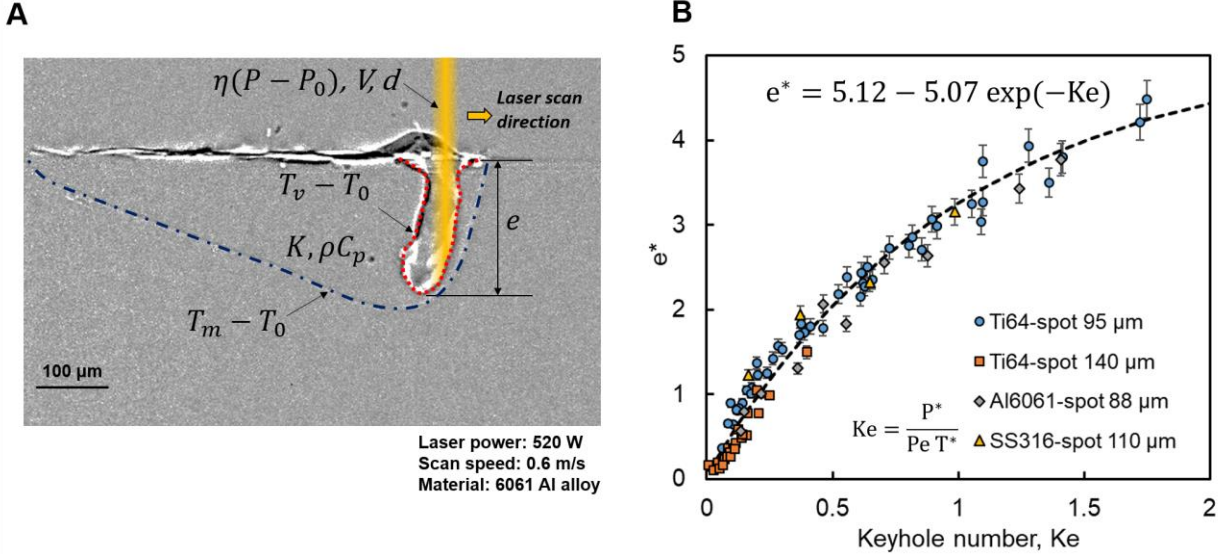 A
η(P − P₀), V, d
Laser scan
direction
Tᵥ − T₀
e
K, ρCₚ
Tₘ − T₀
100 µm
Laser power: 520 W
Scan speed: 0.6 m/s
Material: 6061 Al alloy
B
e* = 5.12 − 5.07 exp(−Ke)
5
4
3
2
1
0
e*
Ti64-spot 95 µm
Ti64-spot 140 µm
Al6061-spot 88 µm
SS316-spot 110 µm
Ke = P* / Pe T*
0 0.5 1 1.5 2
Keyhole number, Ke